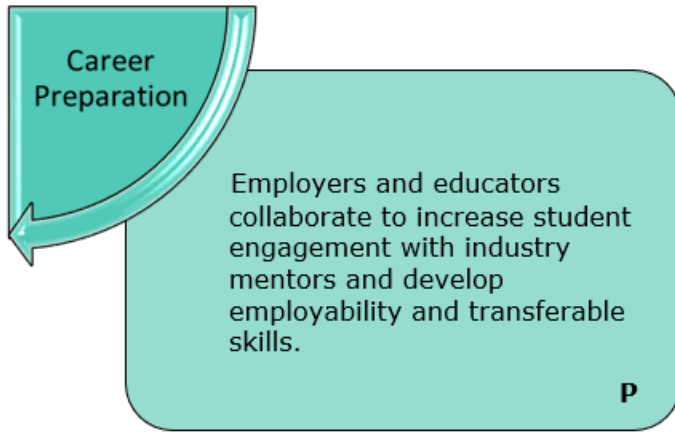 Career
Preparation
Employers and educators
collaborate to increase student
engagement with industry
mentors and develop
employability and transferable
skills.
P